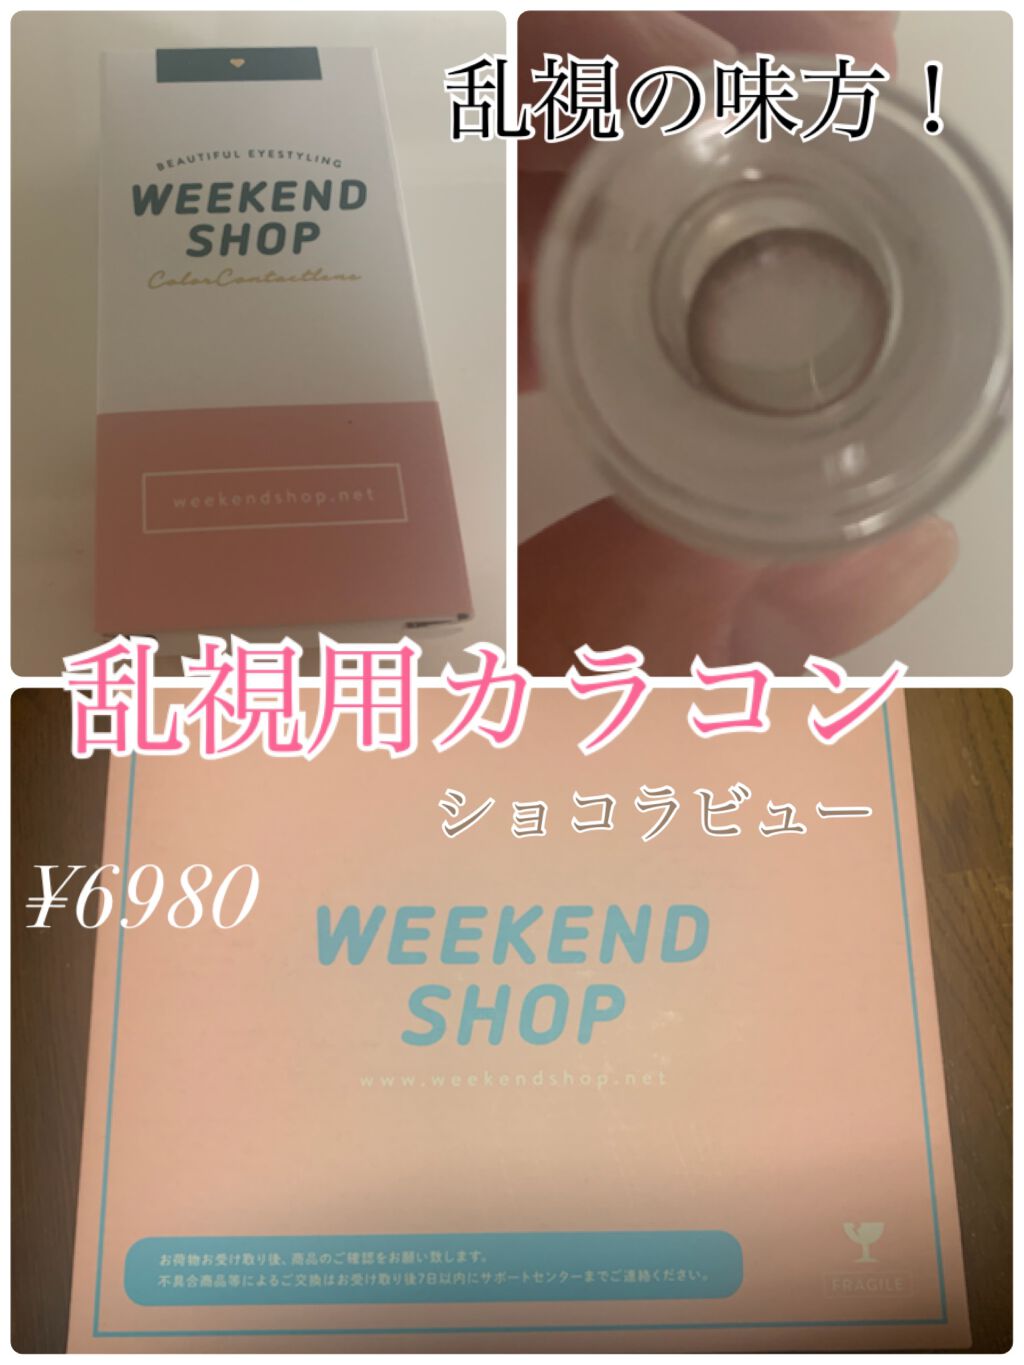 乱視の味方！
BEAUTIFUL EYESTYLING
WEEKEND
SHOP
ColorContactlens
weekendshop.net
乱視用カラコン
ショコラビュー
¥6980
WEEKEND
SHOP
www.weekendshop.net
お荷物お受け取り後、商品のご確認をお願い致します。
不具合商品等によるご交換はお受け取り後7日以内にサポートセンターまでご連絡ください。
FRAGILE